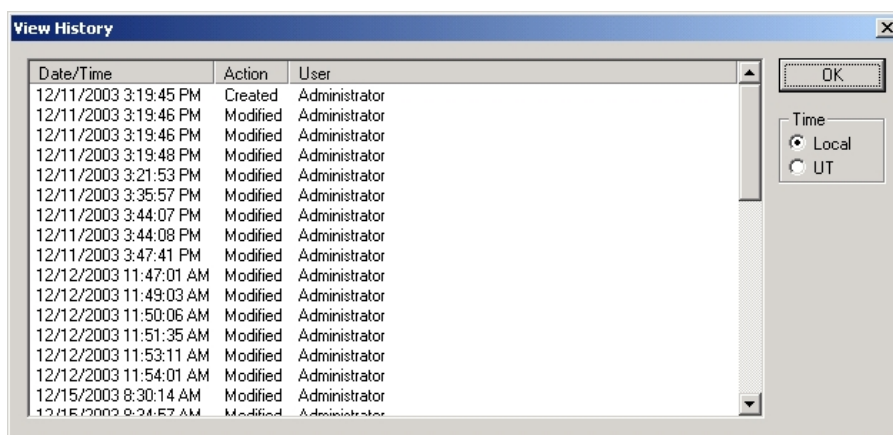 View History
Date/Time Action User
12/11/2003 3:19:45 PM Created Administrator
12/11/2003 3:19:46 PM Modified Administrator
12/11/2003 3:19:46 PM Modified Administrator
12/11/2003 3:19:48 PM Modified Administrator
12/11/2003 3:21:53 PM Modified Administrator
12/11/2003 3:35:57 PM Modified Administrator
12/11/2003 3:44:07 PM Modified Administrator
12/11/2003 3:44:08 PM Modified Administrator
12/11/2003 3:47:41 PM Modified Administrator
12/12/2003 11:47:01 AM Modified Administrator
12/12/2003 11:49:03 AM Modified Administrator
12/12/2003 11:50:06 AM Modified Administrator
12/12/2003 11:51:35 AM Modified Administrator
12/12/2003 11:53:11 AM Modified Administrator
12/12/2003 11:54:01 AM Modified Administrator
12/15/2003 8:30:14 AM Modified Administrator
12/15/2003 AM Modified Administrator
OK
Time
Local
UT